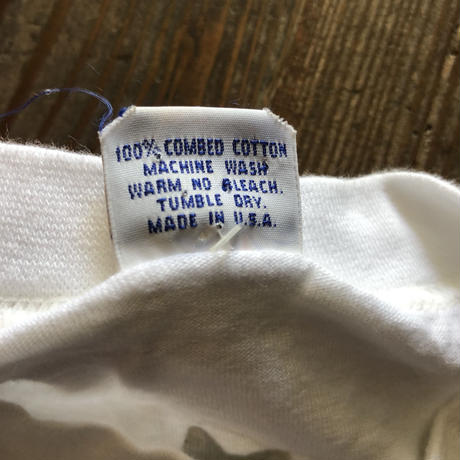 100% COMBED COTTON
MACHINE WASH
WARM NO BLEACH.
TUMBLE DRY.
MADE IN U.S.A.